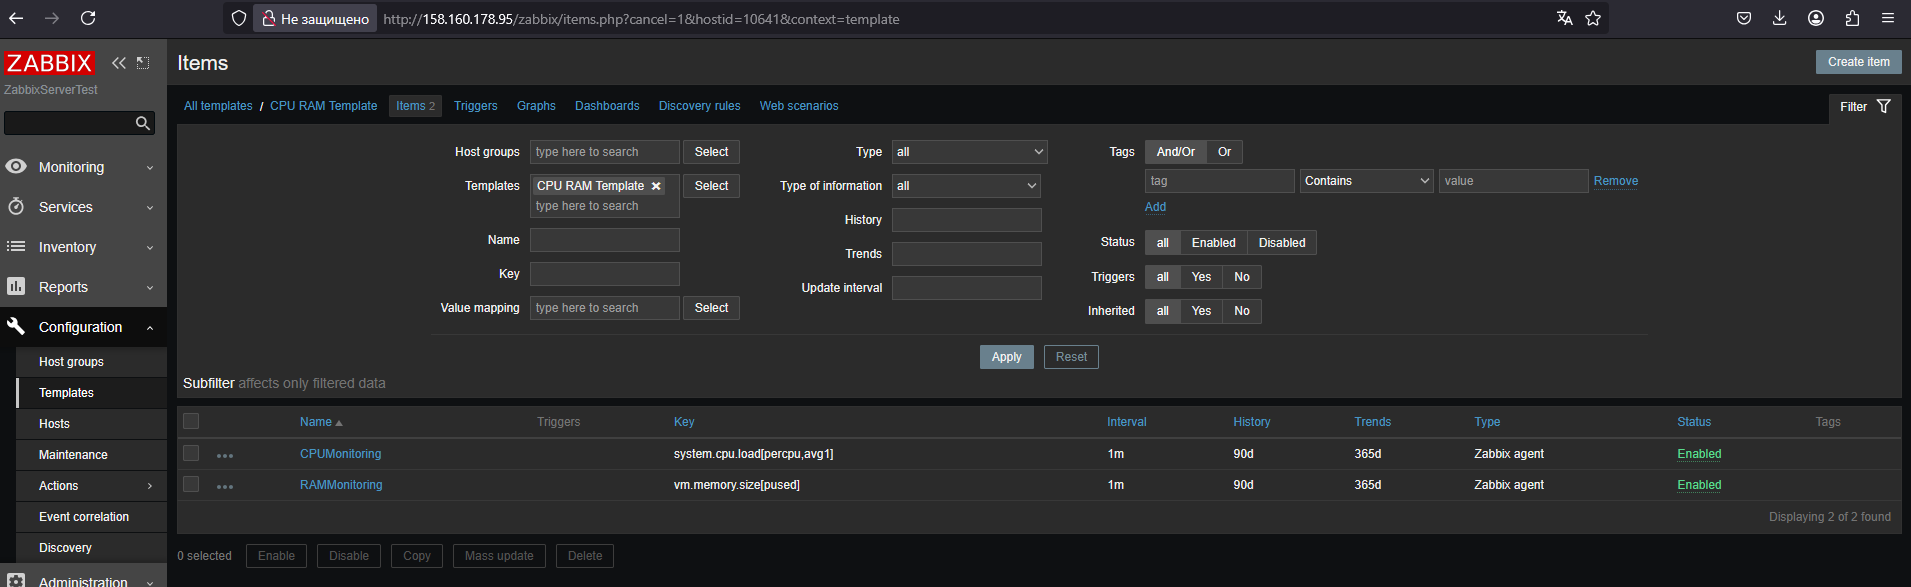 Не защищено http://158.160.178.95/zabbix/items.php?cancel=1&hostid=10641&context=template
ZABBIX
ZabbixServerTest
Monitoring
Services
Inventory
Reports
Configuration
Host groups
Templates
Hosts
Maintenance
Actions
Event correlation
Discovery
Administration
Items
Create item
All templates / CPU RAM Template Items 2 Triggers Graphs Dashboards Discovery rules Web scenarios
Filter
Host groups type here to search Select
Templates CPU RAM Template Select
type here to search
Name
Key
Value mapping type here to search Select
Type all
Type of information all
History
Trends
Update interval
Tags And/Or Or
tag Contains value Remove
Add
Status all Enabled Disabled
Triggers all Yes No
Inherited all Yes No
Apply Reset
Subfilter affects only filtered data
Name Triggers Key Interval History Trends Type Status Tags
CPUMonitoring system.cpu.load[percpu,avg1] 1m 90d 365d Zabbix agent Enabled
RAMMonitoring vm.memory.size[pused] 1m 90d 365d Zabbix agent Enabled
Displaying 2 of 2 found
0 selected Enable Disable Copy Mass update Delete